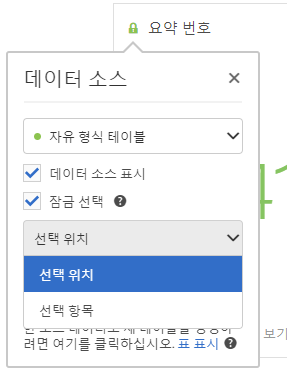 요약 번호
데이터 소스
자유 형식 테이블
데이터 소스 표시
잠금 선택
선택 위치
선택 위치
선택 항목
려면 여기를 클릭하십시오. 표 표시
보기